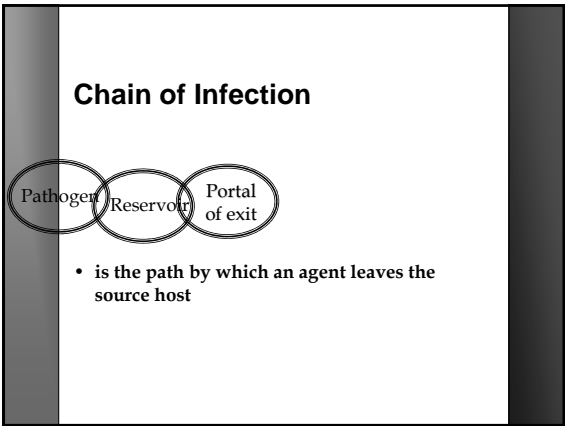 Chain of Infection
Pathogen
Reservoir
Portal
of exit
• is the path by which an agent leaves the
source host